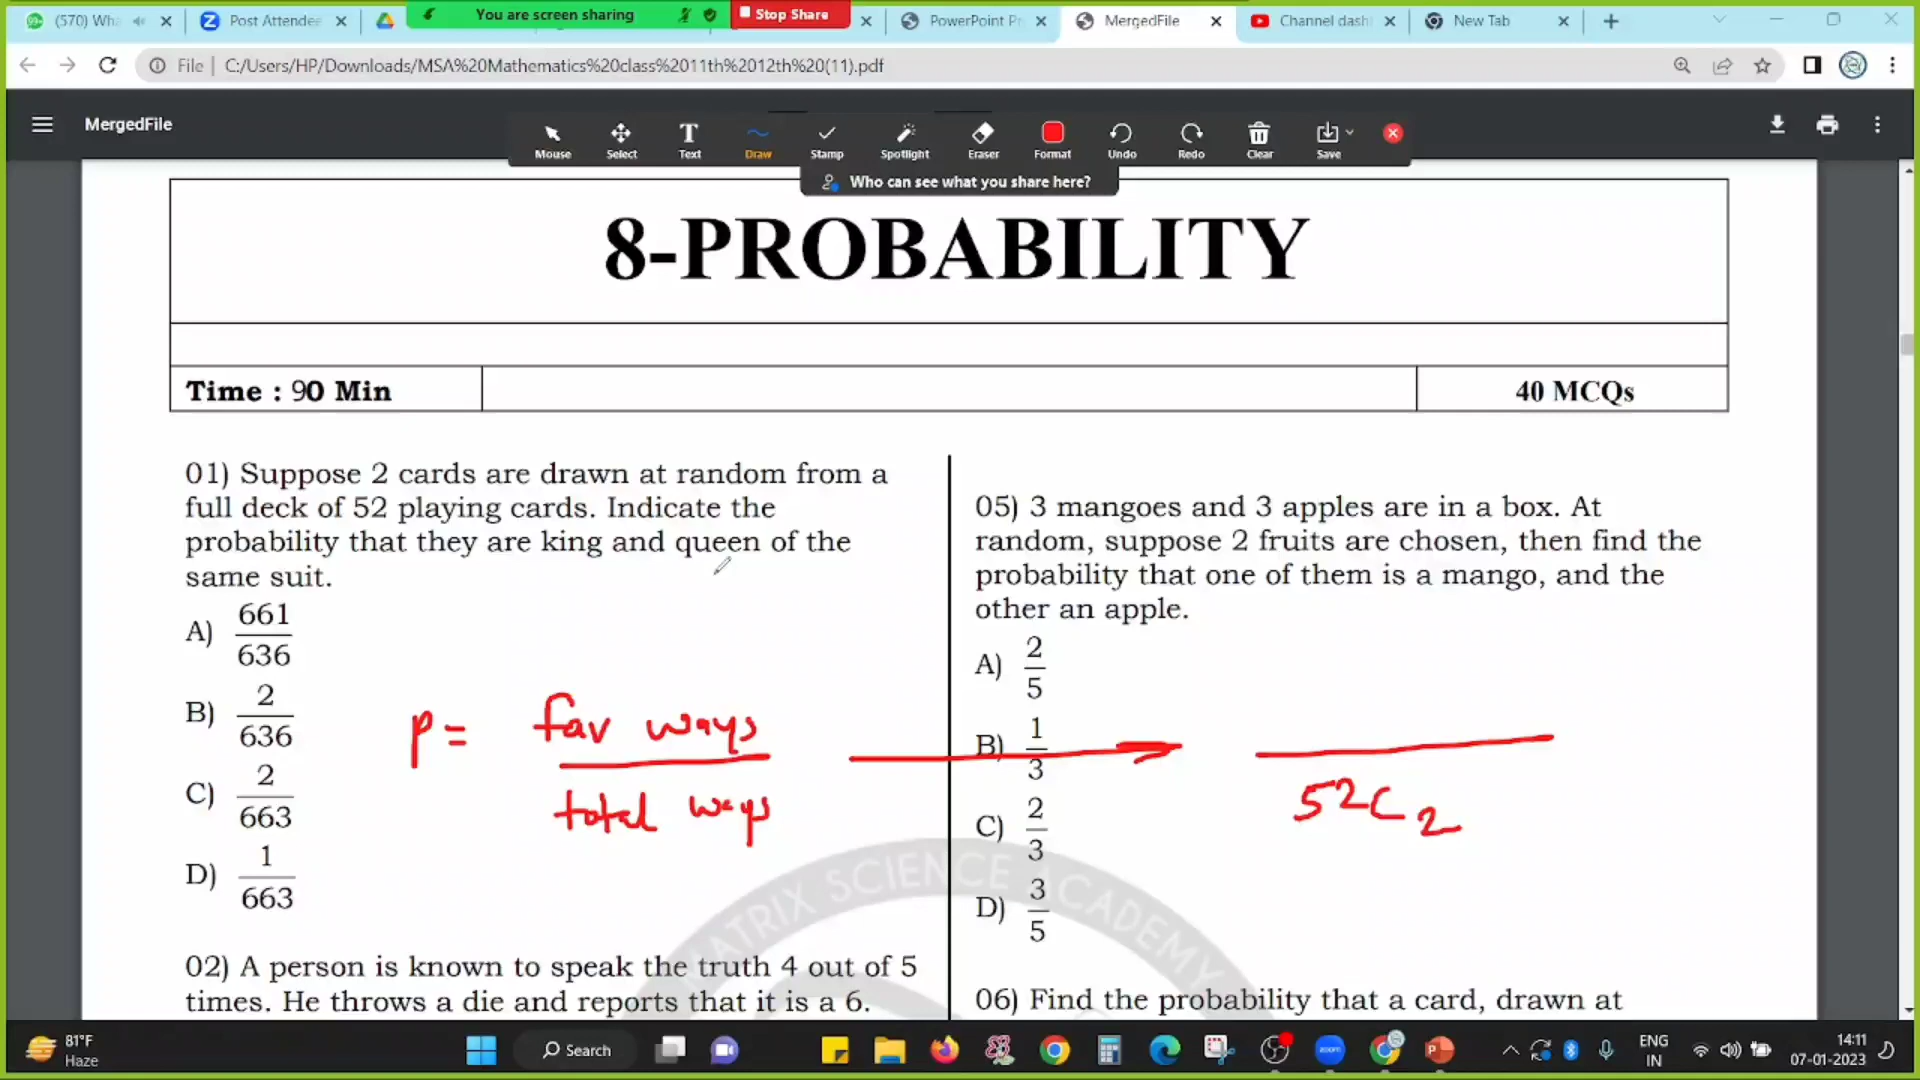 (570) Wha
Post Attende
You are screen sharing
Stop Share
PowerPoint Pr
MergedFile
Channel dash
New Tab
File | C:/Users/HP/Downloads/MSA%20Mathematics%20class%2011th%2012th%20(11).pdf
MergedFile
Mouse Select Text Draw Stamp Spotlight Eraser Format Undo Redo Clear Save
Who can see what you share here?
8-PROBABILITY
Time : 90 Min
40 MCQs
01) Suppose 2 cards are drawn at random from a
full deck of 52 playing cards. Indicate the
probability that they are king and queen of the
same suit.
A) 661/636
B) 2/636
C) 2/663
D) 1/663
P = fav ways / total ways
02) A person is known to speak the truth 4 out of 5
times. He throws a die and reports that it is a 6.
05) 3 mangoes and 3 apples are in a box. At
random, suppose 2 fruits are chosen, then find the
probability that one of them is a mango, and the
other an apple.
A) 2/5
B) 1/3
C) 2/3
D) 3/5
52C2
06) Find the probability that a card, drawn at
MATRIX SCIENCE ACADEMY
81°F
Haze
Search
zoom
ENG
IN
14:11
07-01-2023